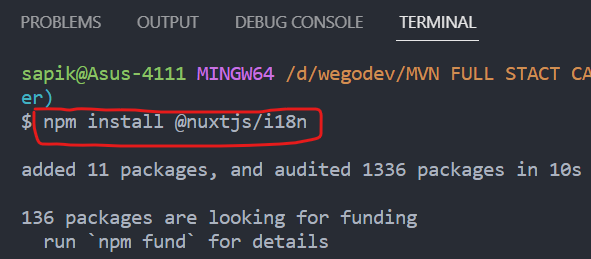 PROBLEMS OUTPUT DEBUG CONSOLE TERMINAL
sapik@Asus-4111 MINGW64 /d/wegodev/MVN FULL STACT CA
er)
$ npm install @nuxtjs/i18n
added 11 packages, and audited 1336 packages in 10s
136 packages are looking for funding
run `npm fund` for details